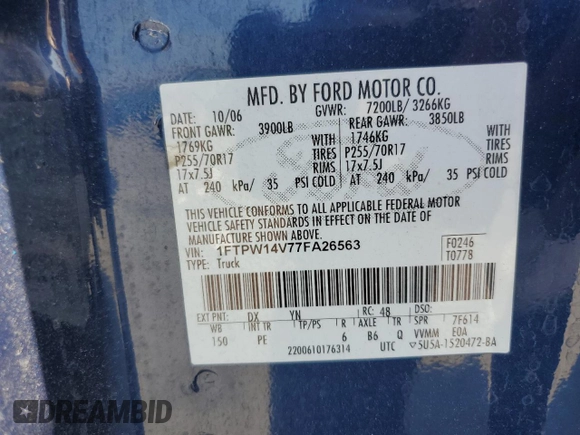 MFD. BY FORD MOTOR CO.
DATE: 10/06 GVWR: 7200LB/ 3266KG
FRONT GAWR: 3900LB REAR GAWR: 3850LB
1769KG WITH 1746KG WITH
P255/70R17 TIRES P255/70R17 TIRES
17x7.5J RIMS 17x7.5J RIMS
AT 240 kPa/ 35 PSI COLD AT 240 kPa/ 35 PSI COLD
THIS VEHICLE CONFORMS TO ALL APPLICABLE FEDERAL MOTOR
VEHICLE SAFETY STANDARDS IN EFFECT ON THE DATE OF
MANUFACTURE SHOWN ABOVE.
VIN: 1FTPW14V77FA26563
TYPE: Truck
F0246
T0778
EXT PNT: DX YN RC: 48 DSO:
WB INT TR TP/PS R AXLE TR SPR 7F614
150 PE 6 B6 Q VVMM E0A
2200610176314 UTC ▽5U5A-1520472-BA
DREAMBID